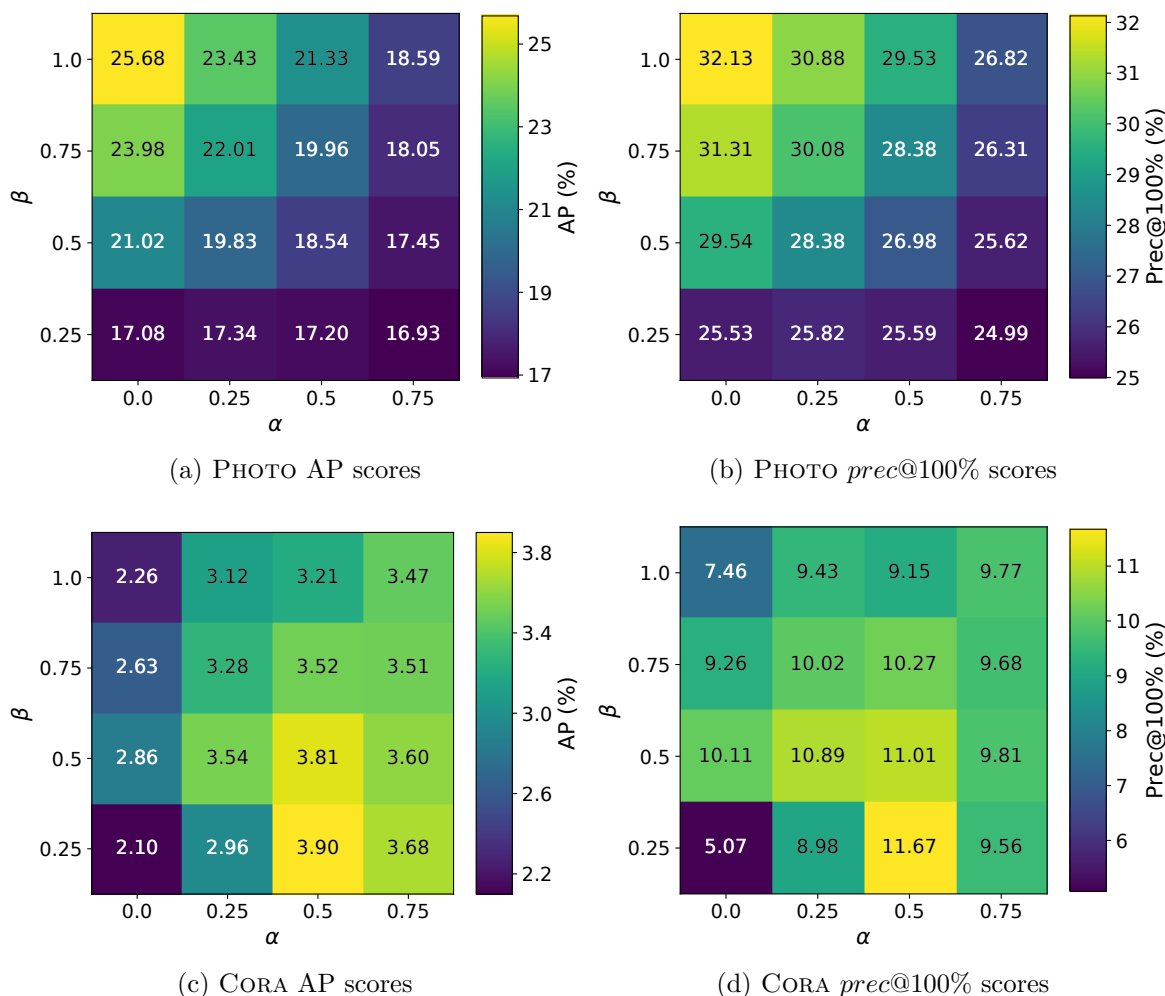 1.0 25.68 23.43 21.33 18.59
0.75 23.98 22.01 19.96 18.05
0.5 21.02 19.83 18.54 17.45
0.25 17.08 17.34 17.20 16.93
0.0 0.25 0.5 0.75
α
β
25
23
21
19
17
AP (%)
(a) PHOTO AP scores
1.0 32.13 30.88 29.53 26.82
0.75 31.31 30.08 28.38 26.31
0.5 29.54 28.38 26.98 25.62
0.25 25.53 25.82 25.59 24.99
0.0 0.25 0.5 0.75
α
β
32
31
30
29
28
27
26
25
Prec@100% (%)
(b) PHOTO prec@100% scores
1.0 2.26 3.12 3.21 3.47
0.75 2.63 3.28 3.52 3.51
0.5 2.86 3.54 3.81 3.60
0.25 2.10 2.96 3.90 3.68
0.0 0.25 0.5 0.75
α
β
3.8
3.4
3.0
2.6
2.2
AP (%)
(c) CORA AP scores
1.0 7.46 9.43 9.15 9.77
0.75 9.26 10.02 10.27 9.68
0.5 10.11 10.89 11.01 9.81
0.25 5.07 8.98 11.67 9.56
0.0 0.25 0.5 0.75
α
β
11
10
9
8
7
6
Prec@100% (%)
(d) CORA prec@100% scores